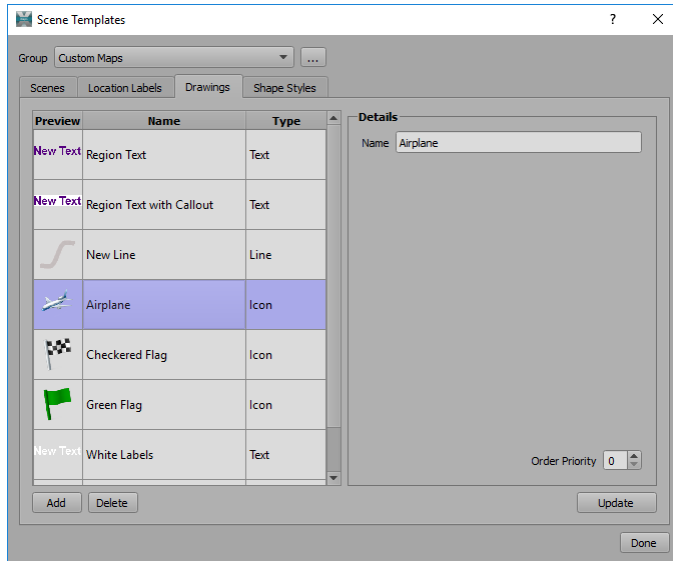 Scene Templates
?
Group Custom Maps ...
Scenes Location Labels Drawings Shape Styles
Preview Name Type
New Text Region Text Text
New Text Region Text with Callout Text
New Line Line
Airplane Icon
Checkered Flag Icon
Green Flag Icon
New Text White Labels Text
Details
Name Airplane
Order Priority 0
Add Delete Update
Done